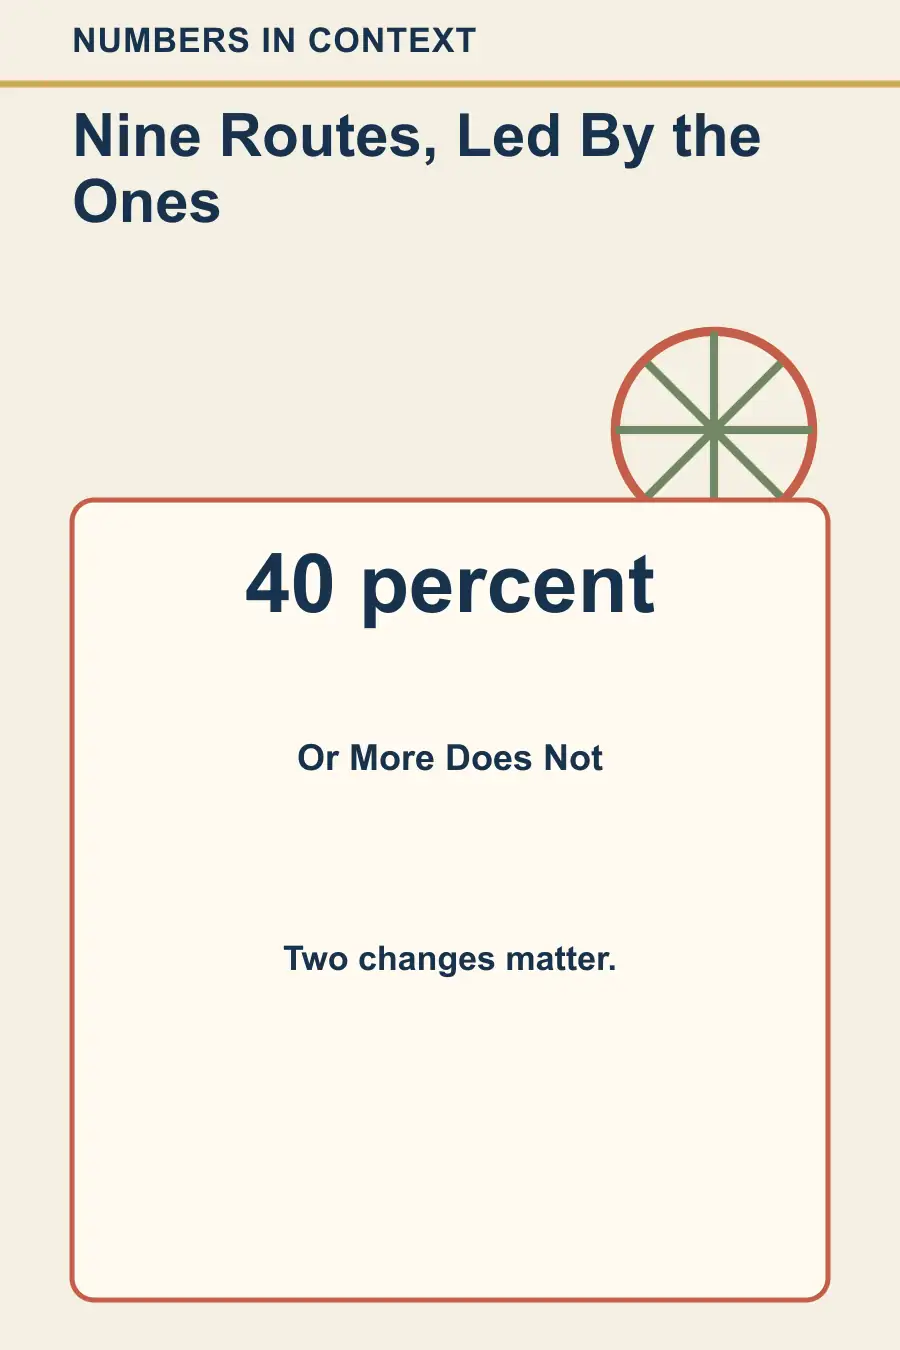 NUMBERS IN CONTEXT
Nine Routes, Led By the
Ones
40 percent
Or More Does Not
Two changes matter.